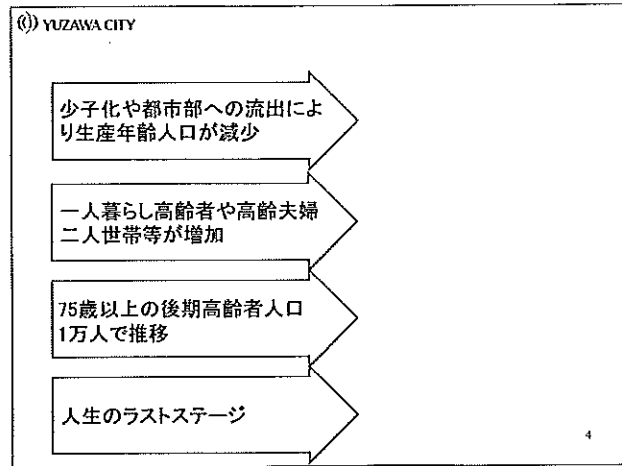 YUZAWA CITY
少子化や都市部への流出によ
り生産年齢人口が減少
一人暮らし高齢者や高齢夫婦
二人世帯等が増加
75歳以上の後期高齢者人口
1万人で推移
人生のラストステージ
4